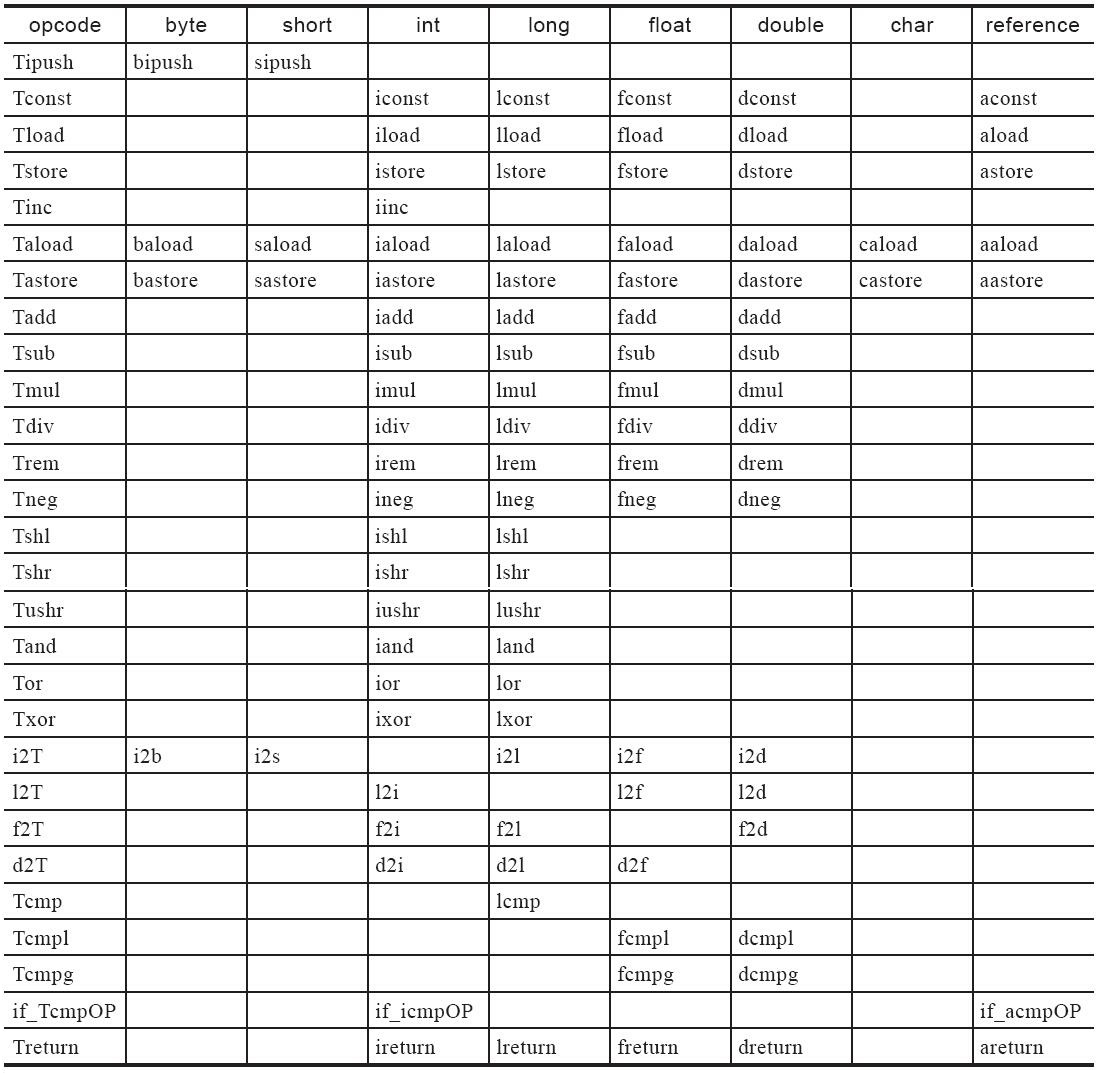 opcode byte short int long float double char reference
Tipush bipush sipush
Tconst iconst lconst fconst dconst aconst
Tload iload lload fload dload aload
Tstore istore lstore fstore dstore astore
Tinc iinc
Taload baload saload iaload laload faload daload caload aaload
Tastore bastore sastore iastore lastore fastore dastore castore aastore
Tadd iadd ladd fadd dadd
Tsub isub lsub fsub dsub
Tmul imul lmul fmul dmul
Tdiv idiv ldiv fdiv ddiv
Trem irem lrem frem drem
Tneg ineg lneg fneg dneg
Tshl ishl lshl
Tshr ishr lshr
Tushr iushr lushr
Tand iand land
Tor ior lor
Txor ixor lxor
i2T i2b i2s i2l i2f i2d
l2T l2i l2f l2d
f2T f2i f2l f2d
d2T d2i d2l d2f
Tcmp lcmp
Tcmpl fcmpl dcmpl
Tcmpg fcmpg dcmpg
if_TcmpOP if_icmpOP if_acmpOP
Treturn ireturn lreturn freturn dreturn areturn